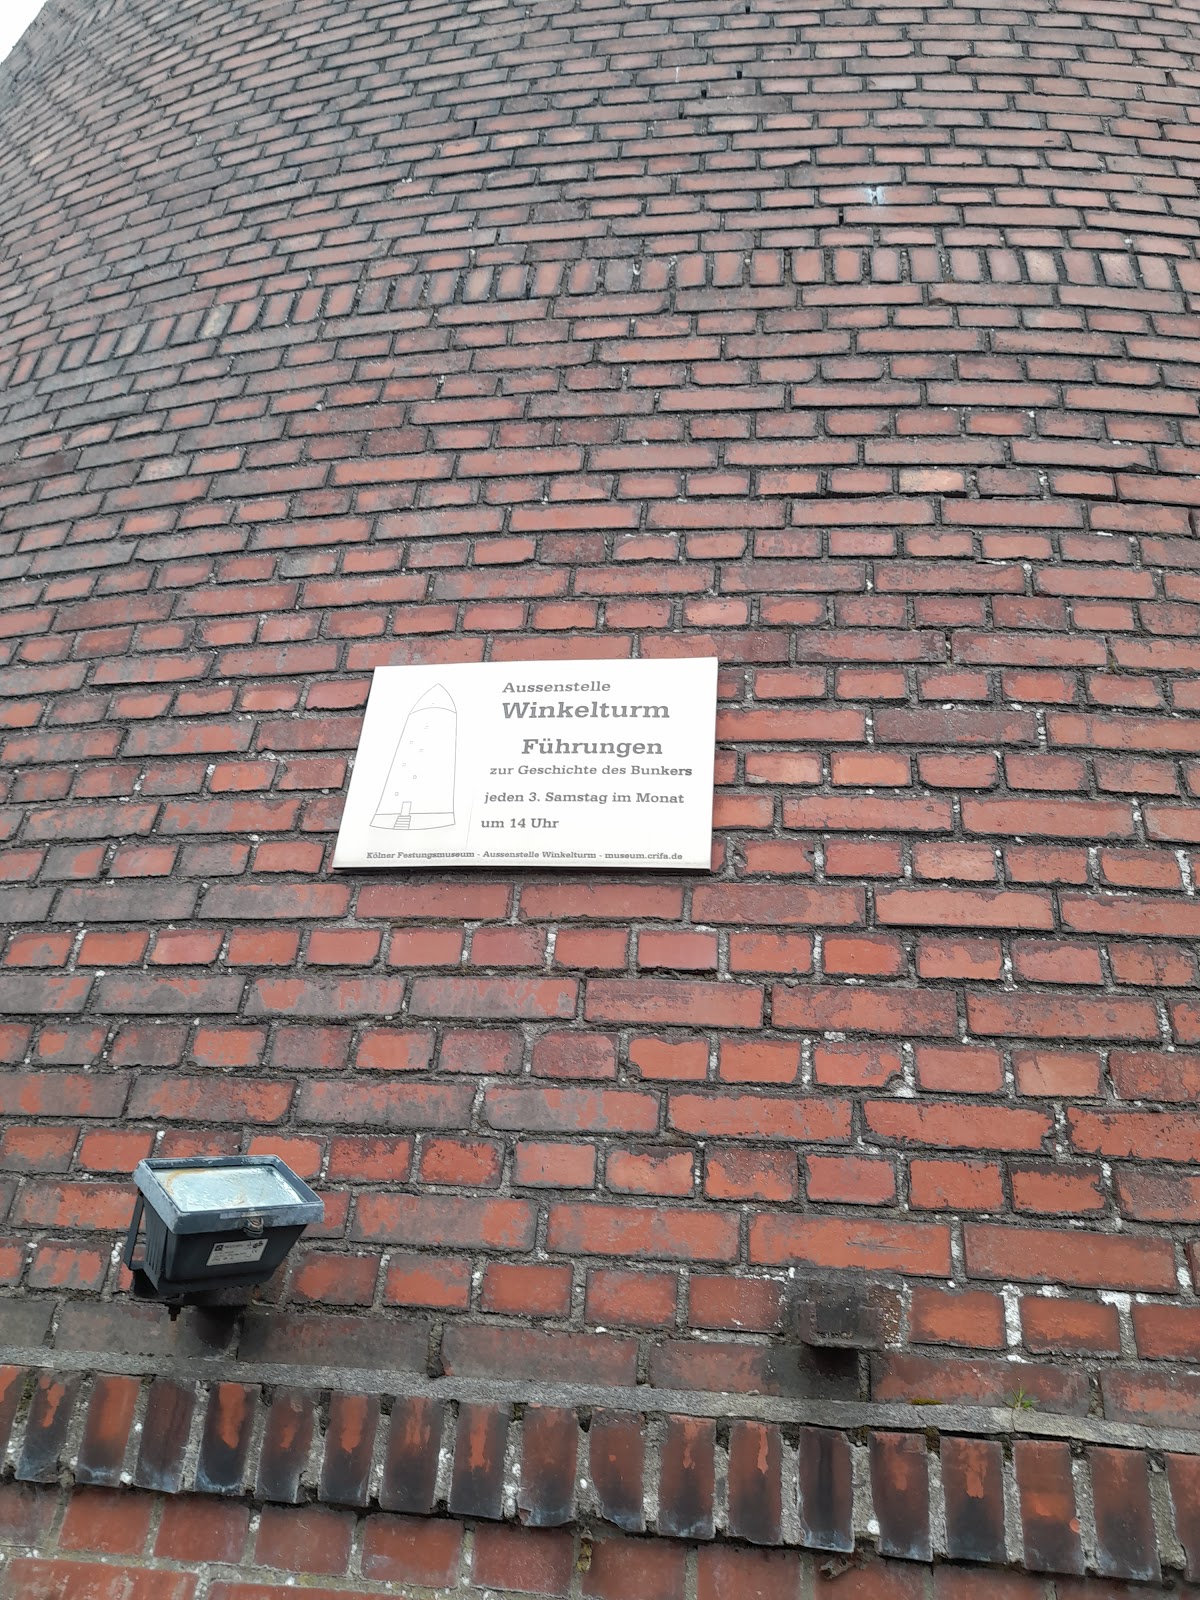 Aussenstelle
Winkelturm
Führungen
zur Geschichte des Bunkers
jeden 3. Samstag im Monat
um 14 Uhr
Kölner Festungsmuseum - Aussenstelle Winkelturm - museum.crifa.de